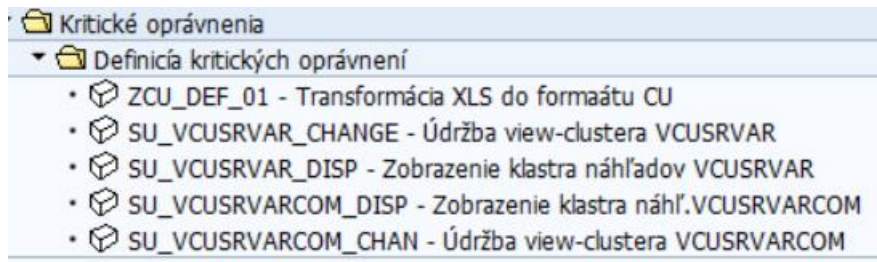 Kritické oprávnenia
Definicía kritických oprávnení
ZCU_DEF_01 - Transformácia XLS do formaátu CU
SU_VCUSRVAR_CHANGE - Údržba view-clustera VCUSRVAR
SU_VCUSRVAR_DISP - Zobrazenie klastra náhľadov VCUSRVAR
SU_VCUSRVARCOM_DISP - Zobrazenie klastra náhľ.VCUSRVARCOM
SU_VCUSRVARCOM_CHAN - Údržba view-clustera VCUSRVARCOM